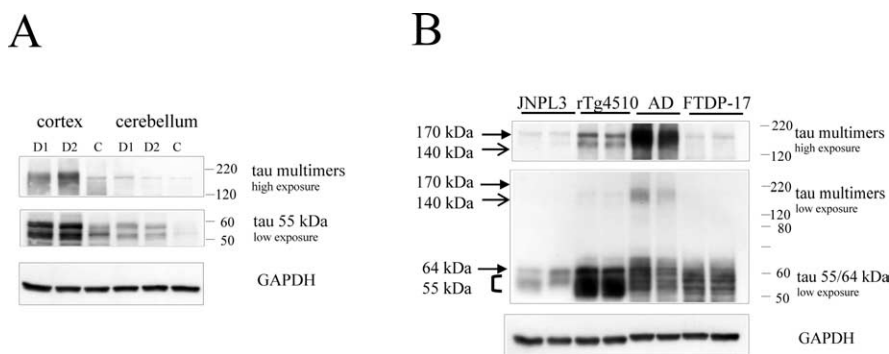 A
cortex cerebellum
D1 D2 C D1 D2 C
220
tau multimers
high exposure
120
60
tau 55 kDa
50
low exposure
GAPDH
B
JNPL3 rTg4510 AD FTDP-17
170 kDa
140 kDa
220
tau multimers
high exposure
120
170 kDa
140 kDa
220
tau multimers
120
low exposure
80
64 kDa
55 kDa
60
tau 55/64 kDa
50
low exposure
GAPDH